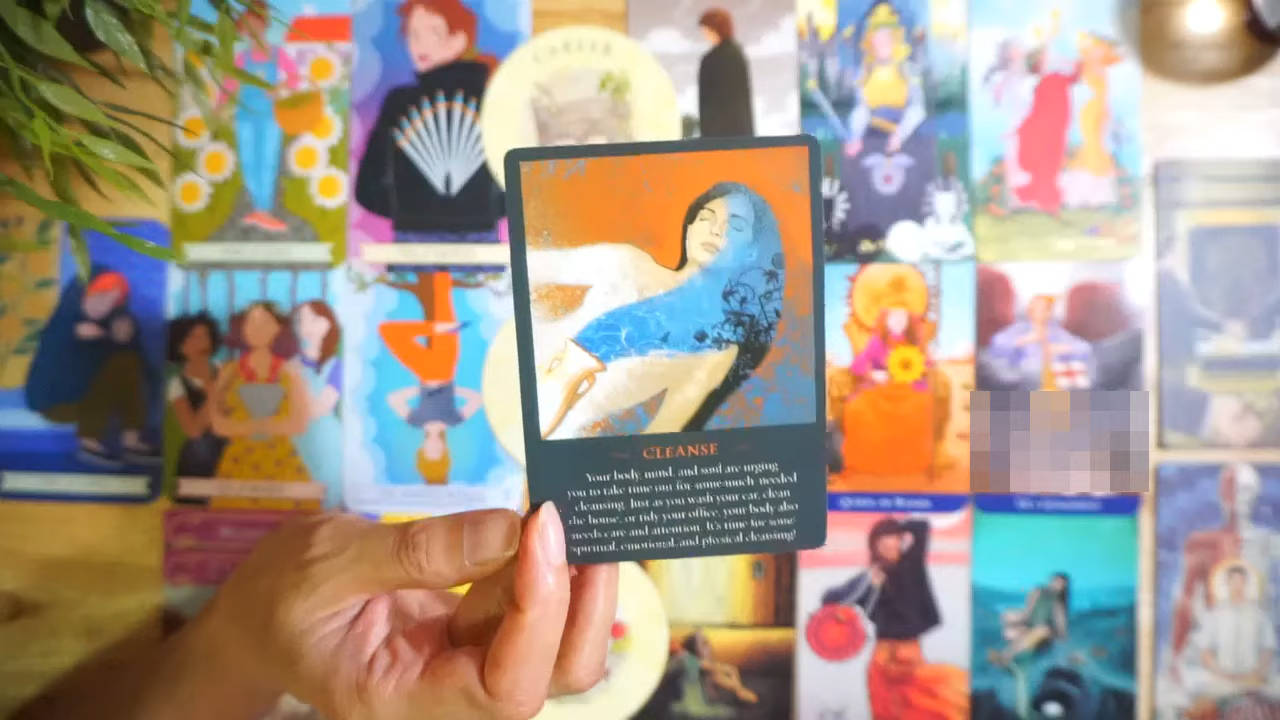 CAREER
CLEANSE
Your body, mind, and soul are urging
you to take time out for some much-needed
cleansing. Just as you wash your car, clean
the house, or tidy your office, your body also
needs care and attention. It's time for some
spiritual, emotional, and physical cleansing!